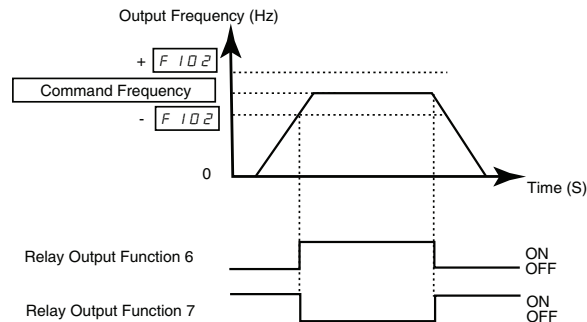 Output Frequency (Hz)
+ F 102
Command Frequency
- F 102
0
Time (S)
Relay Output Function 6
ON
OFF
Relay Output Function 7
ON
OFF